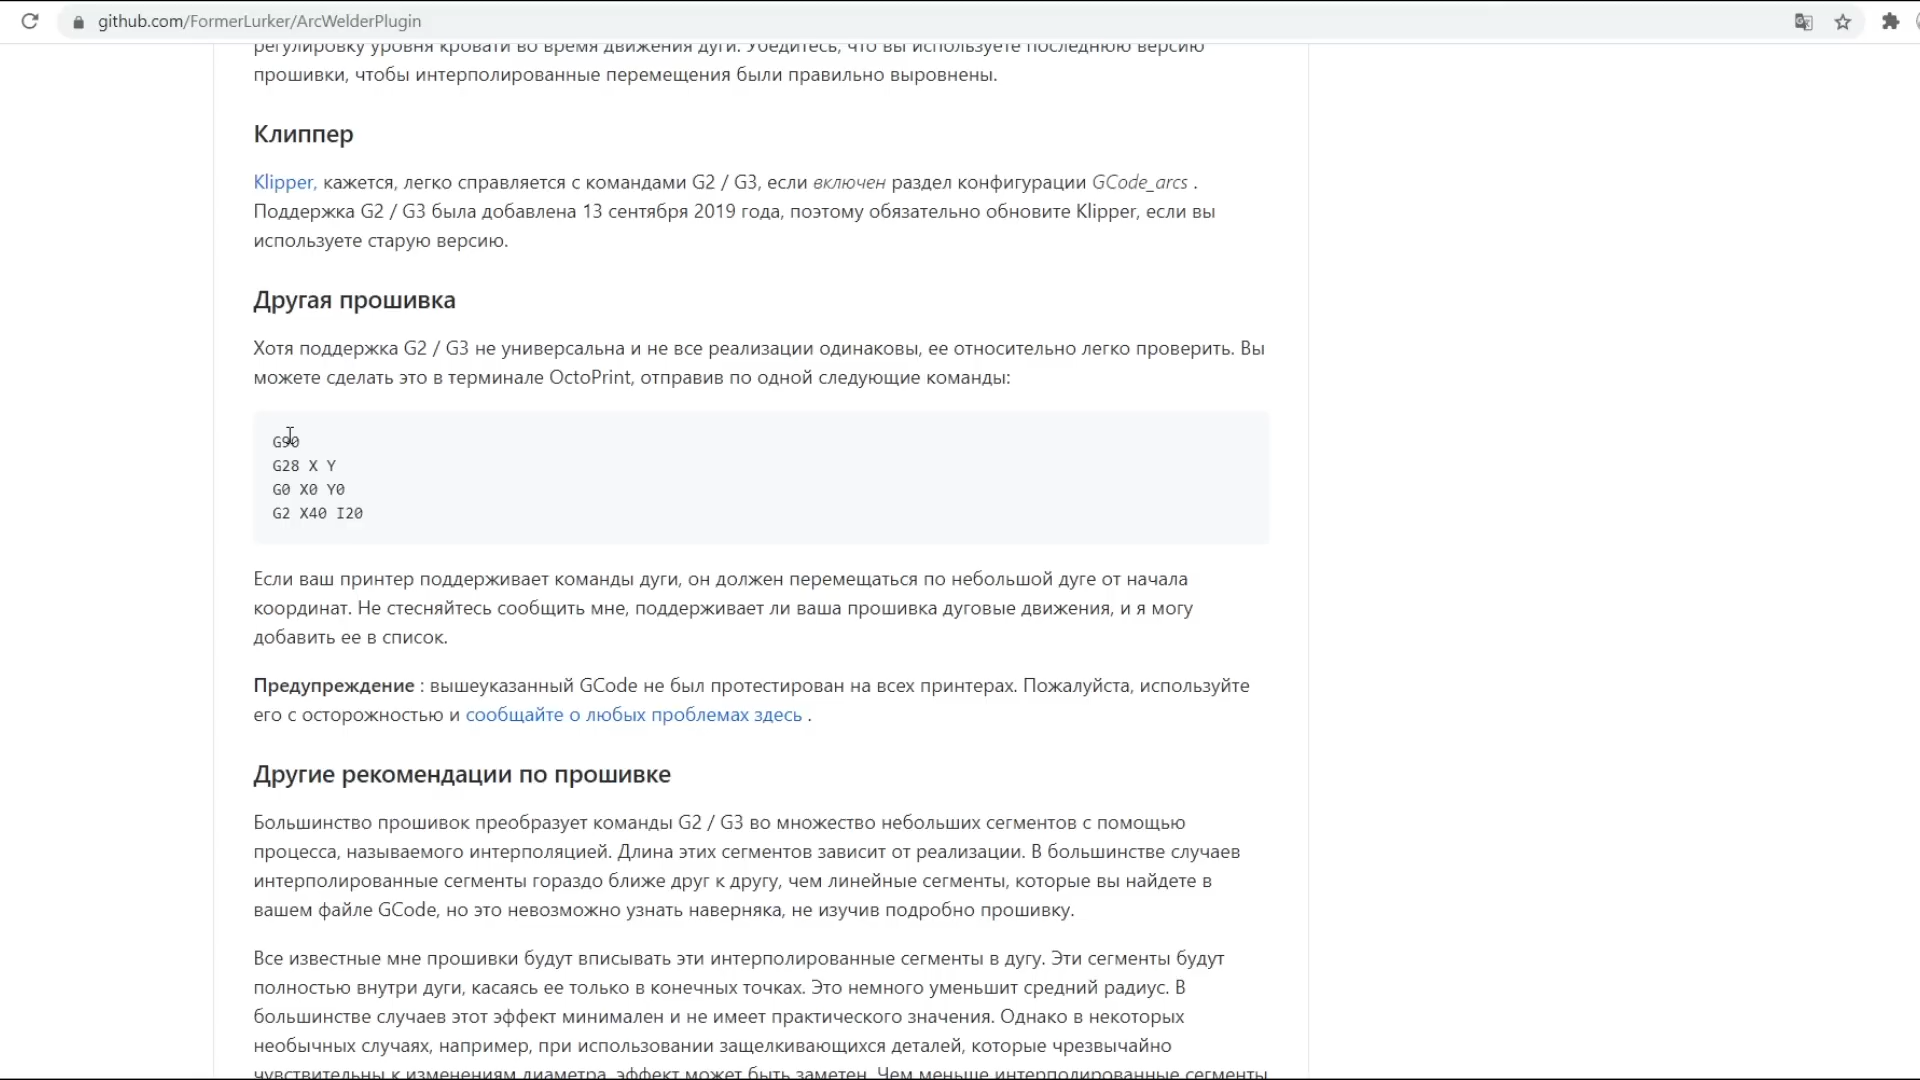 github.com/FormerLurker/ArcWelderPlugin
регулировку уровня кровати во время движения дуги. Убедитесь, что вы используете последнюю версию
прошивки, чтобы интерполированные перемещения были правильно выровнены.
Клиппер
Klipper, кажется, легко справляется с командами G2 / G3, если включен раздел конфигурации GCode_arcs .
Поддержка G2 / G3 была добавлена 13 сентября 2019 года, поэтому обязательно обновите Klipper, если вы
используете старую версию.
Другая прошивка
Хотя поддержка G2 / G3 не универсальна и не все реализации одинаковы, ее относительно легко проверить. Вы
можете сделать это в терминале OctoPrint, отправив по одной следующие команды:
G90
G28 X Y
G0 X0 Y0
G2 X40 I20
Если ваш принтер поддерживает команды дуги, он должен перемещаться по небольшой дуге от начала
координат. Не стесняйтесь сообщить мне, поддерживает ли ваша прошивка дуговые движения, и я могу
добавить ее в список.
Предупреждение : вышеуказанный GCode не был протестирован на всех принтерах. Пожалуйста, используйте
его с осторожностью и сообщайте о любых проблемах здесь .
Другие рекомендации по прошивке
Большинство прошивок преобразует команды G2 / G3 во множество небольших сегментов с помощью
процесса, называемого интерполяцией. Длина этих сегментов зависит от реализации. В большинстве случаев
интерполированные сегменты гораздо ближе друг к другу, чем линейные сегменты, которые вы найдете в
вашем файле GCode, но это невозможно узнать наверняка, не изучив подробно прошивку.
Все известные мне прошивки будут вписывать эти интерполированные сегменты в дугу. Эти сегменты будут
полностью внутри дуги, касаясь ее только в конечных точках. Это немного уменьшит средний радиус. В
большинстве случаев этот эффект минимален и не имеет практического значения. Однако в некоторых
необычных случаях, например, при использовании защелкивающихся деталей, которые чрезвычайно
чувствительны к изменениям диаметра, эффект может быть заметен. Чем меньше интерполированные сегменты